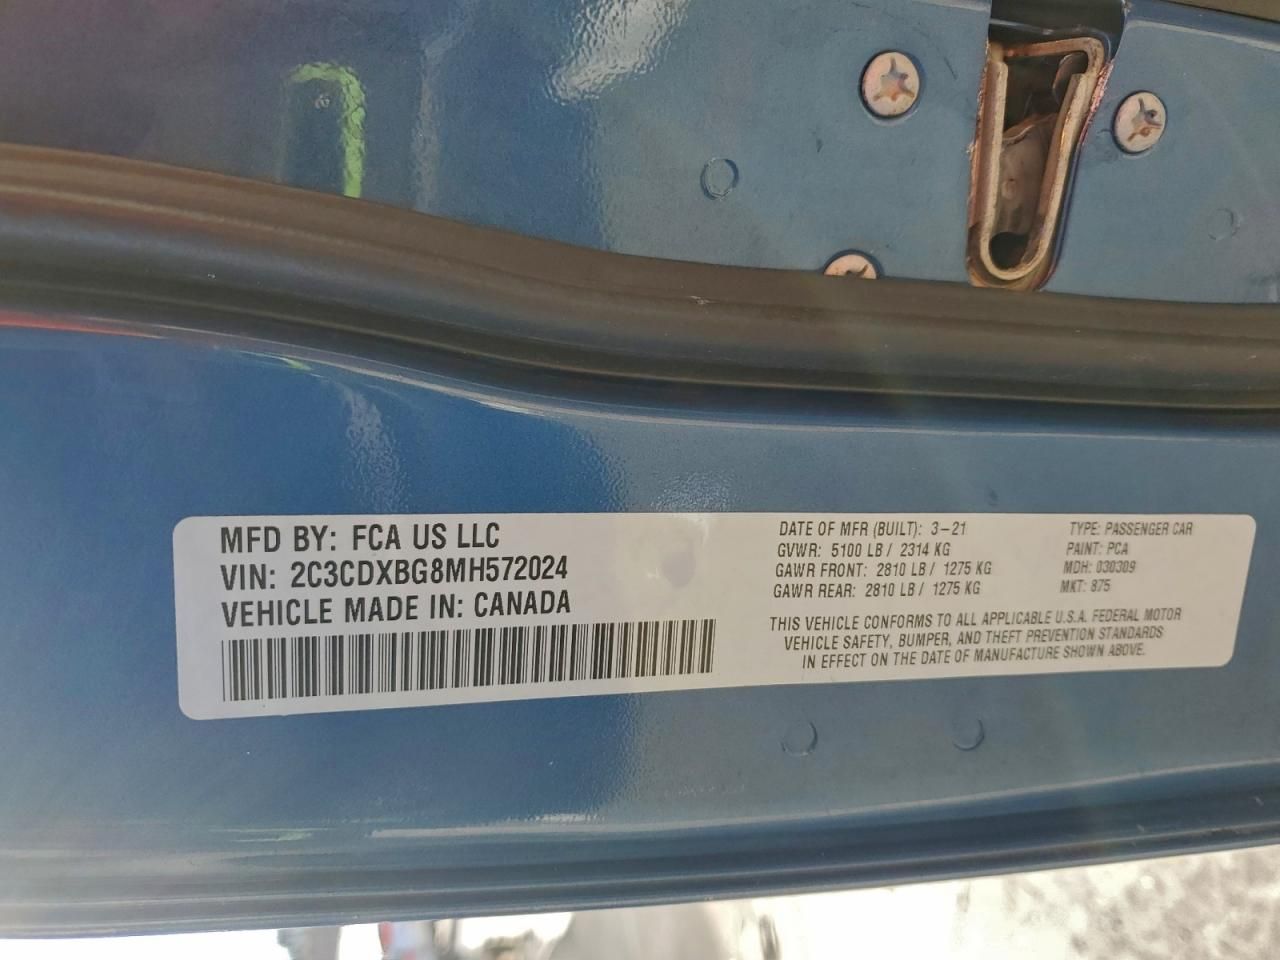 MFD BY: FCA US LLC
VIN: 2C3CDXBG8MH572024
VEHICLE MADE IN: CANADA
DATE OF MFR (BUILT): 3-21
GVWR: 5100 LB / 2314 KG
GAWR FRONT: 2810 LB / 1275 KG
GAWR REAR: 2810 LB / 1275 KG
TYPE: PASSENGER CAR
PAINT: PCA
MDH: 030309
MKT: 875
THIS VEHICLE CONFORMS TO ALL APPLICABLE U.S.A. FEDERAL MOTOR
VEHICLE SAFETY, BUMPER, AND THEFT PREVENTION STANDARDS
IN EFFECT ON THE DATE OF MANUFACTURE SHOWN ABOVE.